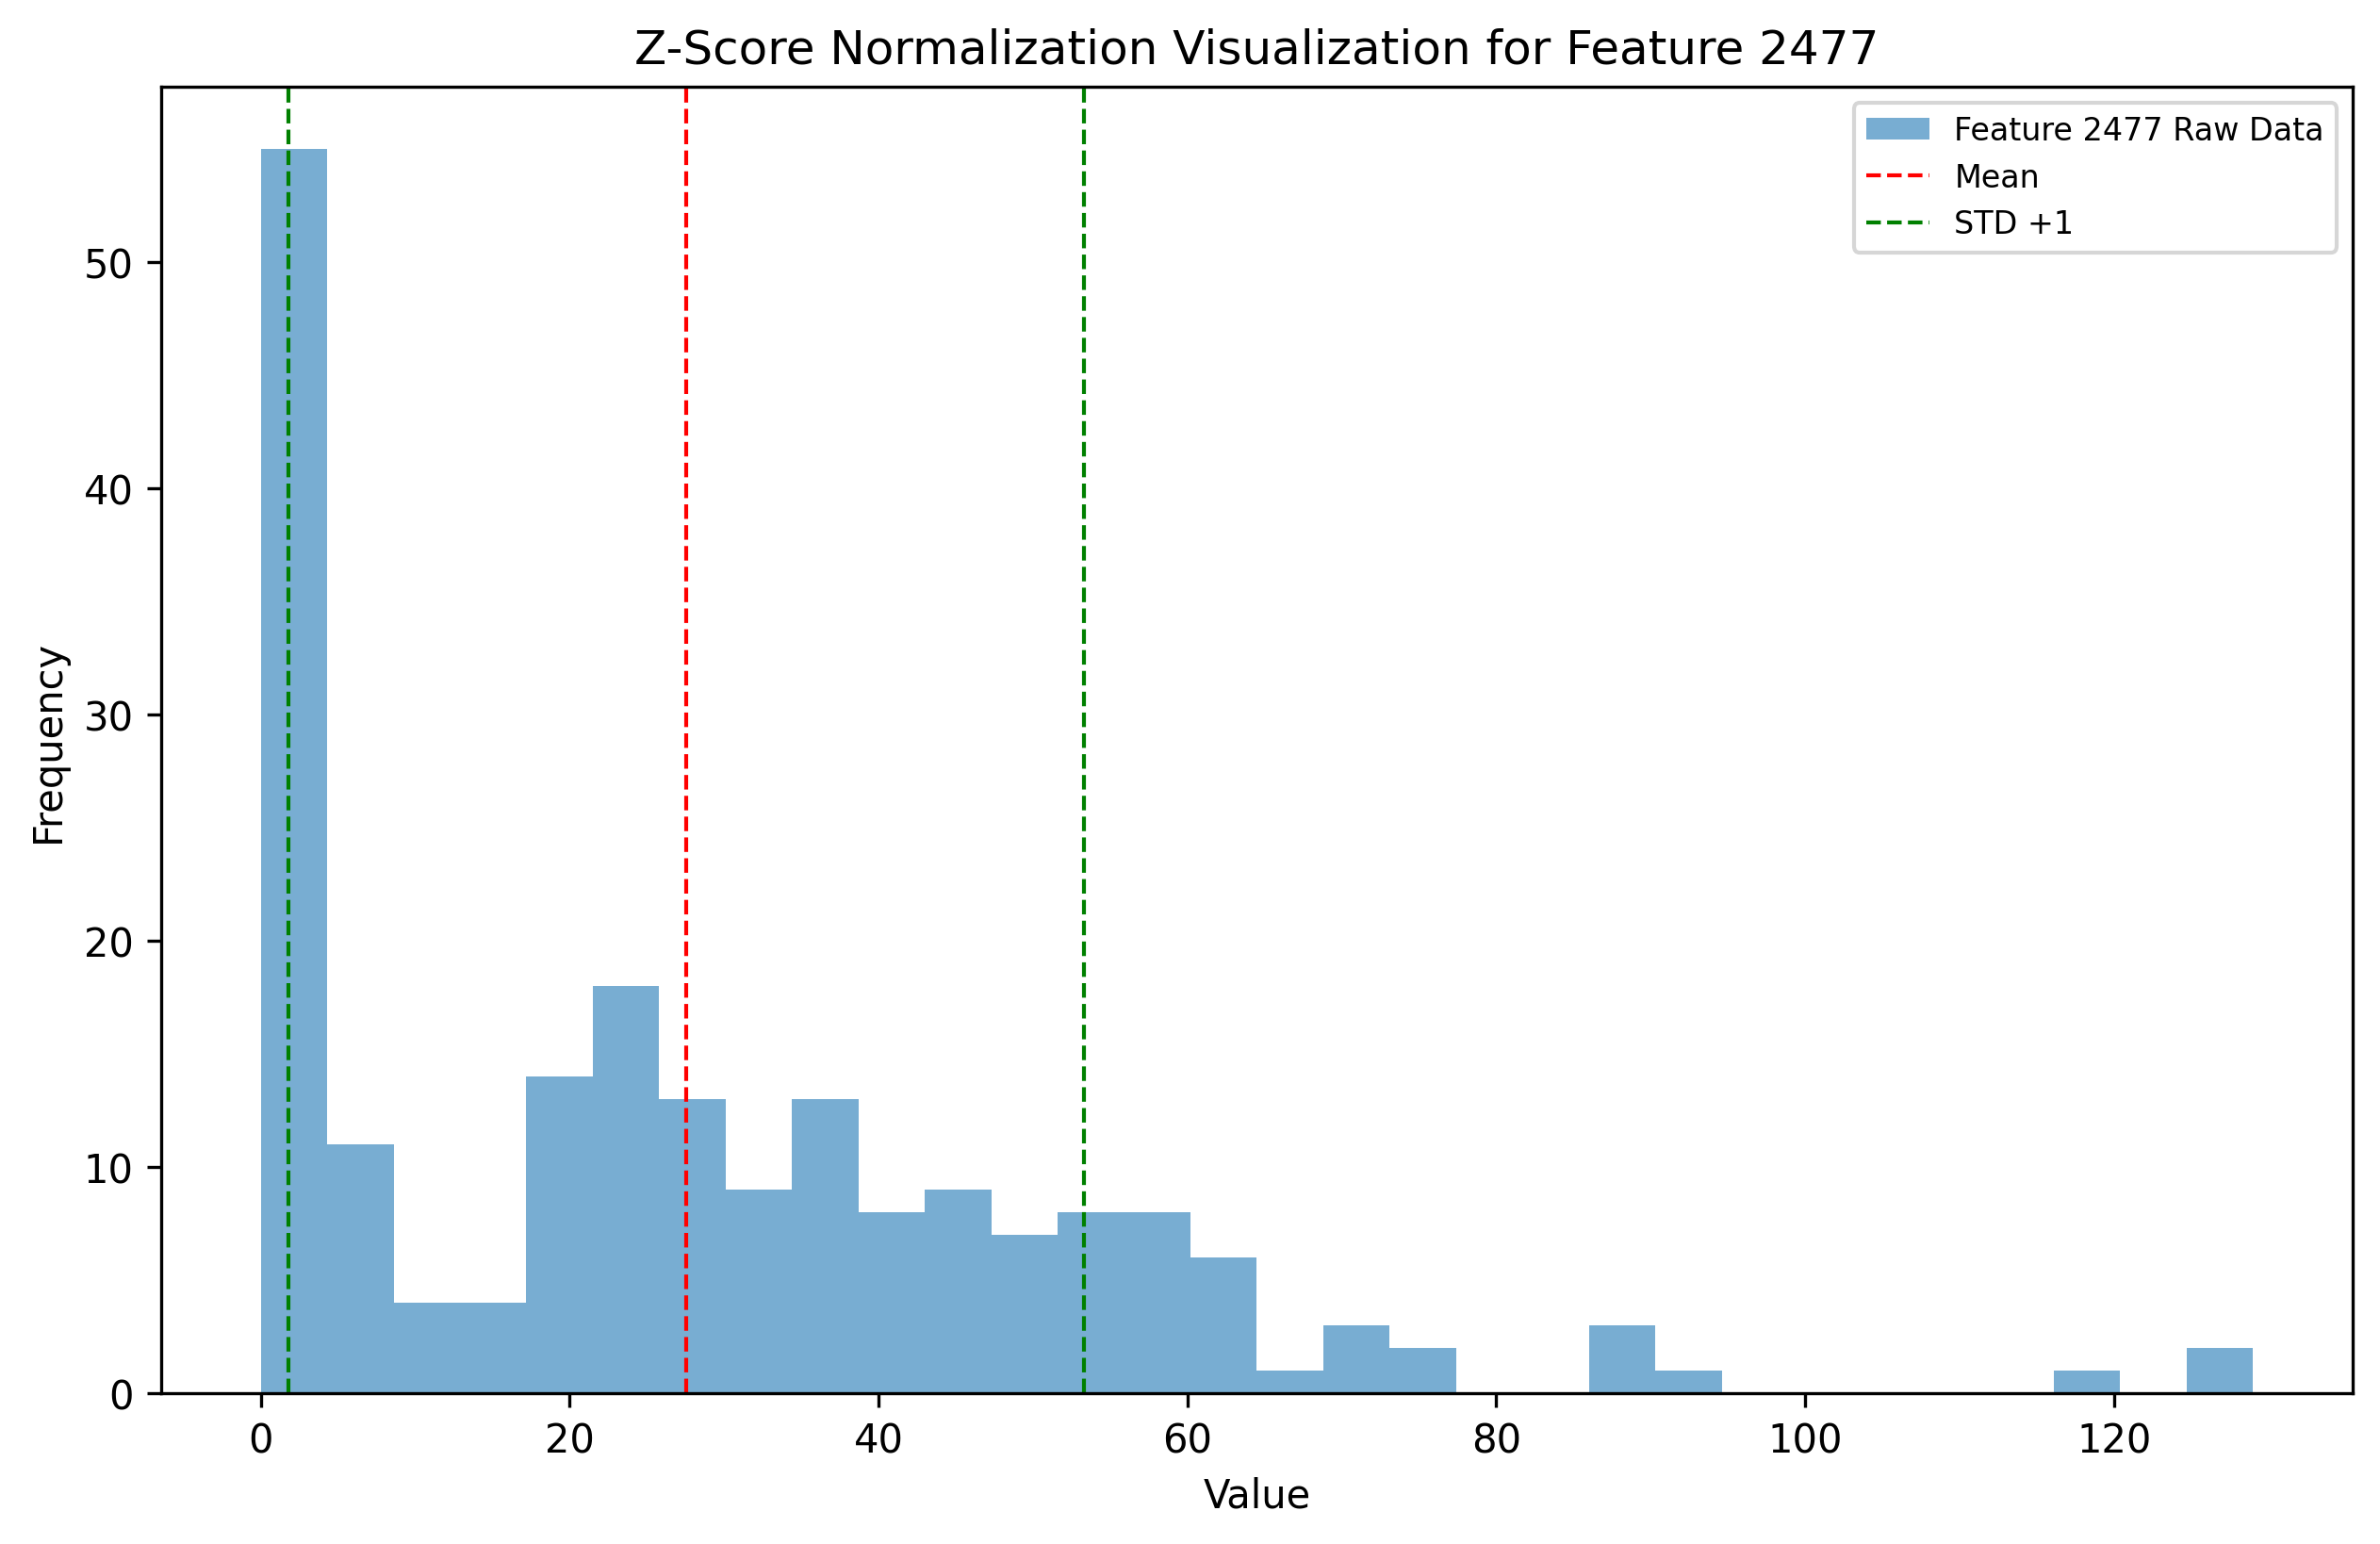 Z-Score Normalization Visualization for Feature 2477
Feature 2477 Raw Data
Mean
STD +1
Frequency
50
40
30
20
10
0
0 20 40 60 80 100 120
Value